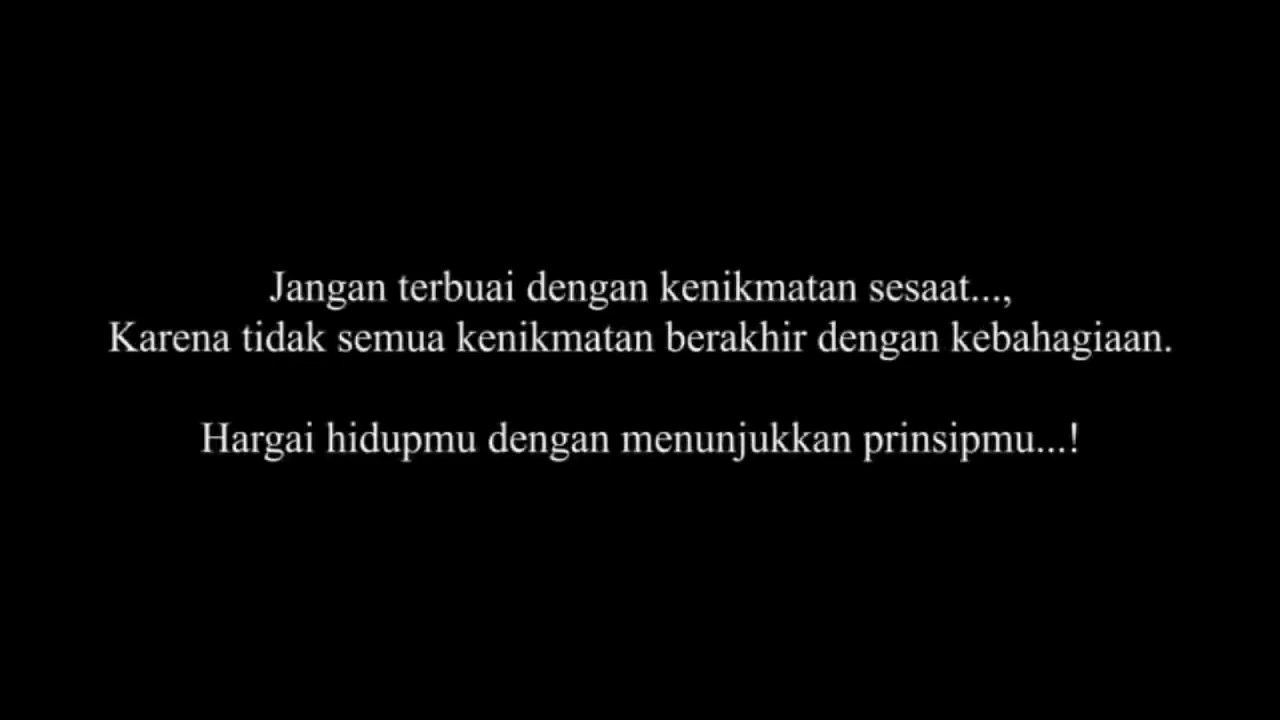 Jangan terbuai dengan kenikmatan sesaat...,
Karena tidak semua kenikmatan berakhir dengan kebahagiaan.
Hargai hidupmu dengan menunjukkan prinsipmu...!